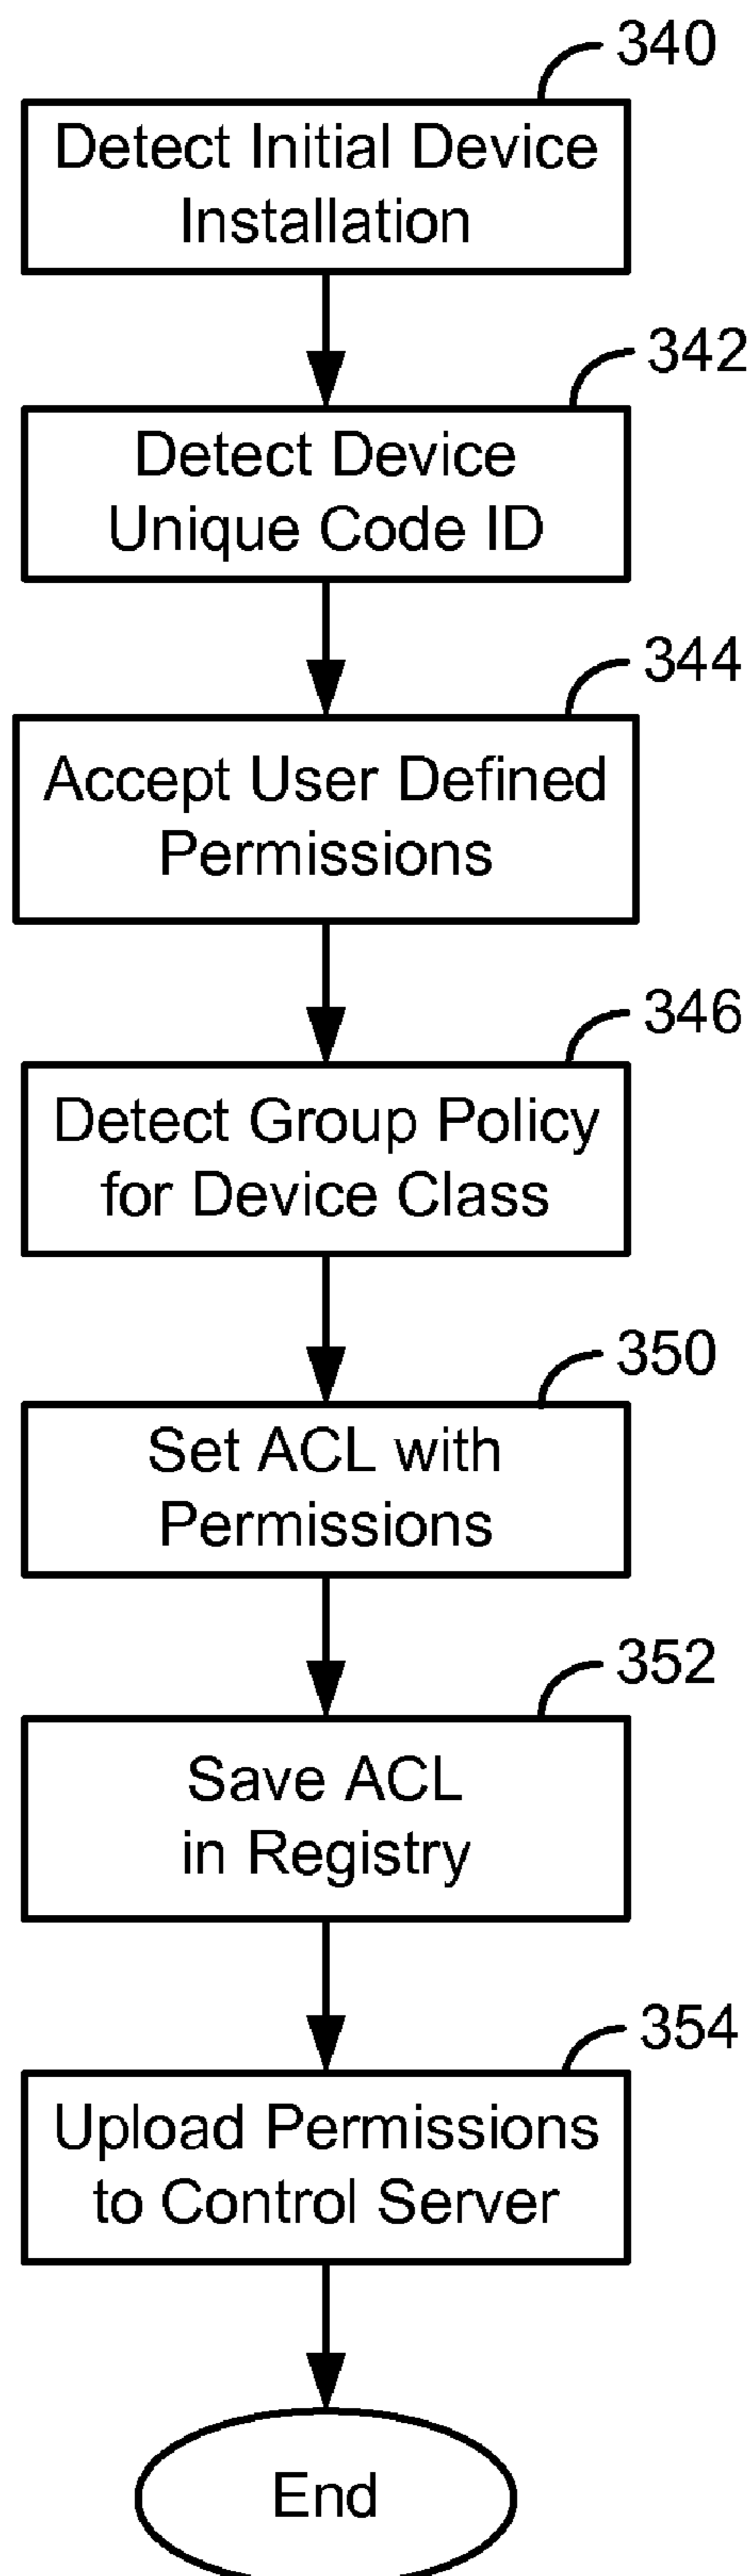 340
Detect Initial Device
Installation
342
Detect Device
Unique Code ID
344
Accept User Defined
Permissions
346
Detect Group Policy
for Device Class
350
Set ACL with
Permissions
352
Save ACL
in Registry
354
Upload Permissions
to Control Server
End